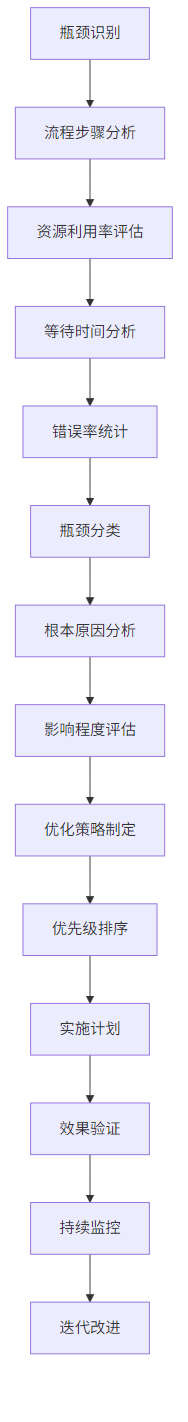 瓶颈识别
流程步骤分析
资源利用率评估
等待时间分析
错误率统计
瓶颈分类
根本原因分析
影响程度评估
优化策略制定
优先级排序
实施计划
效果验证
持续监控
迭代改进